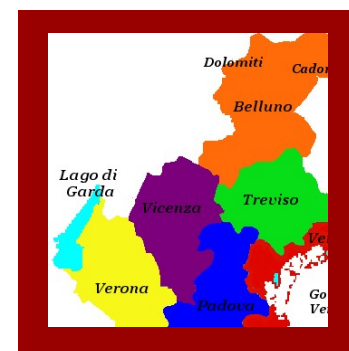 Dolomiti
Cador
Belluno
Lago di
Garda
Vicenza
Treviso
Ve
Verona
Padova
Go
Ve